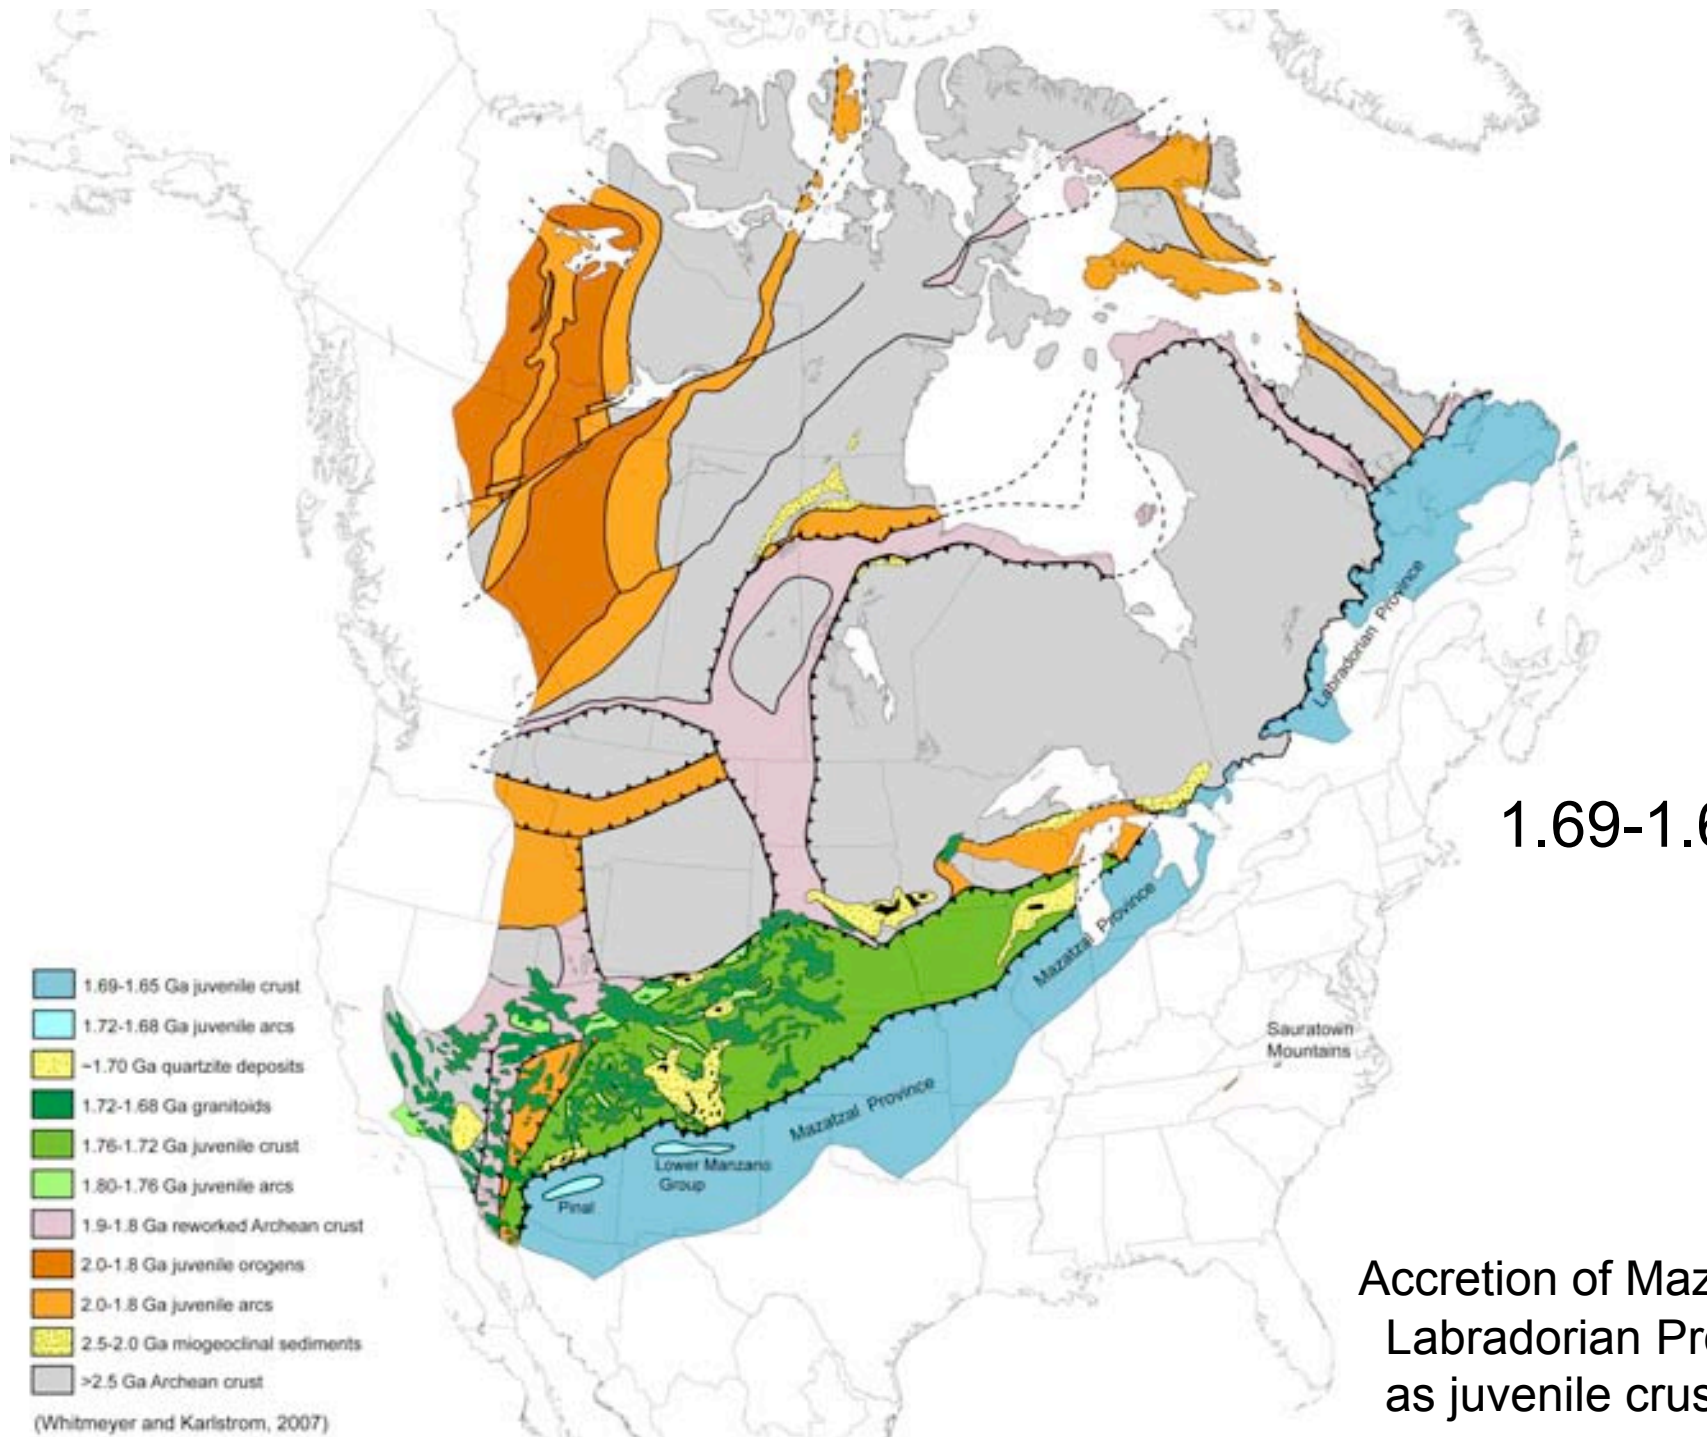 Labradorian Province
1.69-1.6
Mazatzal Province
1.69-1.65 Ga juvenile crust
1.72-1.68 Ga juvenile arcs
~1.70 Ga quartzite deposits
1.72-1.68 Ga granitoids
1.76-1.72 Ga juvenile crust
1.80-1.76 Ga juvenile arcs
1.9-1.8 Ga reworked Archean crust
2.0-1.8 Ga juvenile orogens
2.0-1.8 Ga juvenile arcs
2.5-2.0 Ga miogeoclinal sediments
>2.5 Ga Archean crust
(Whitmeyer and Karlstrom, 2007)
Sauratown
Mountains
Mazatzal Province
Lower Manzano
Group
Pinal
Accretion of Maz
Labradorian Pro
as juvenile crus